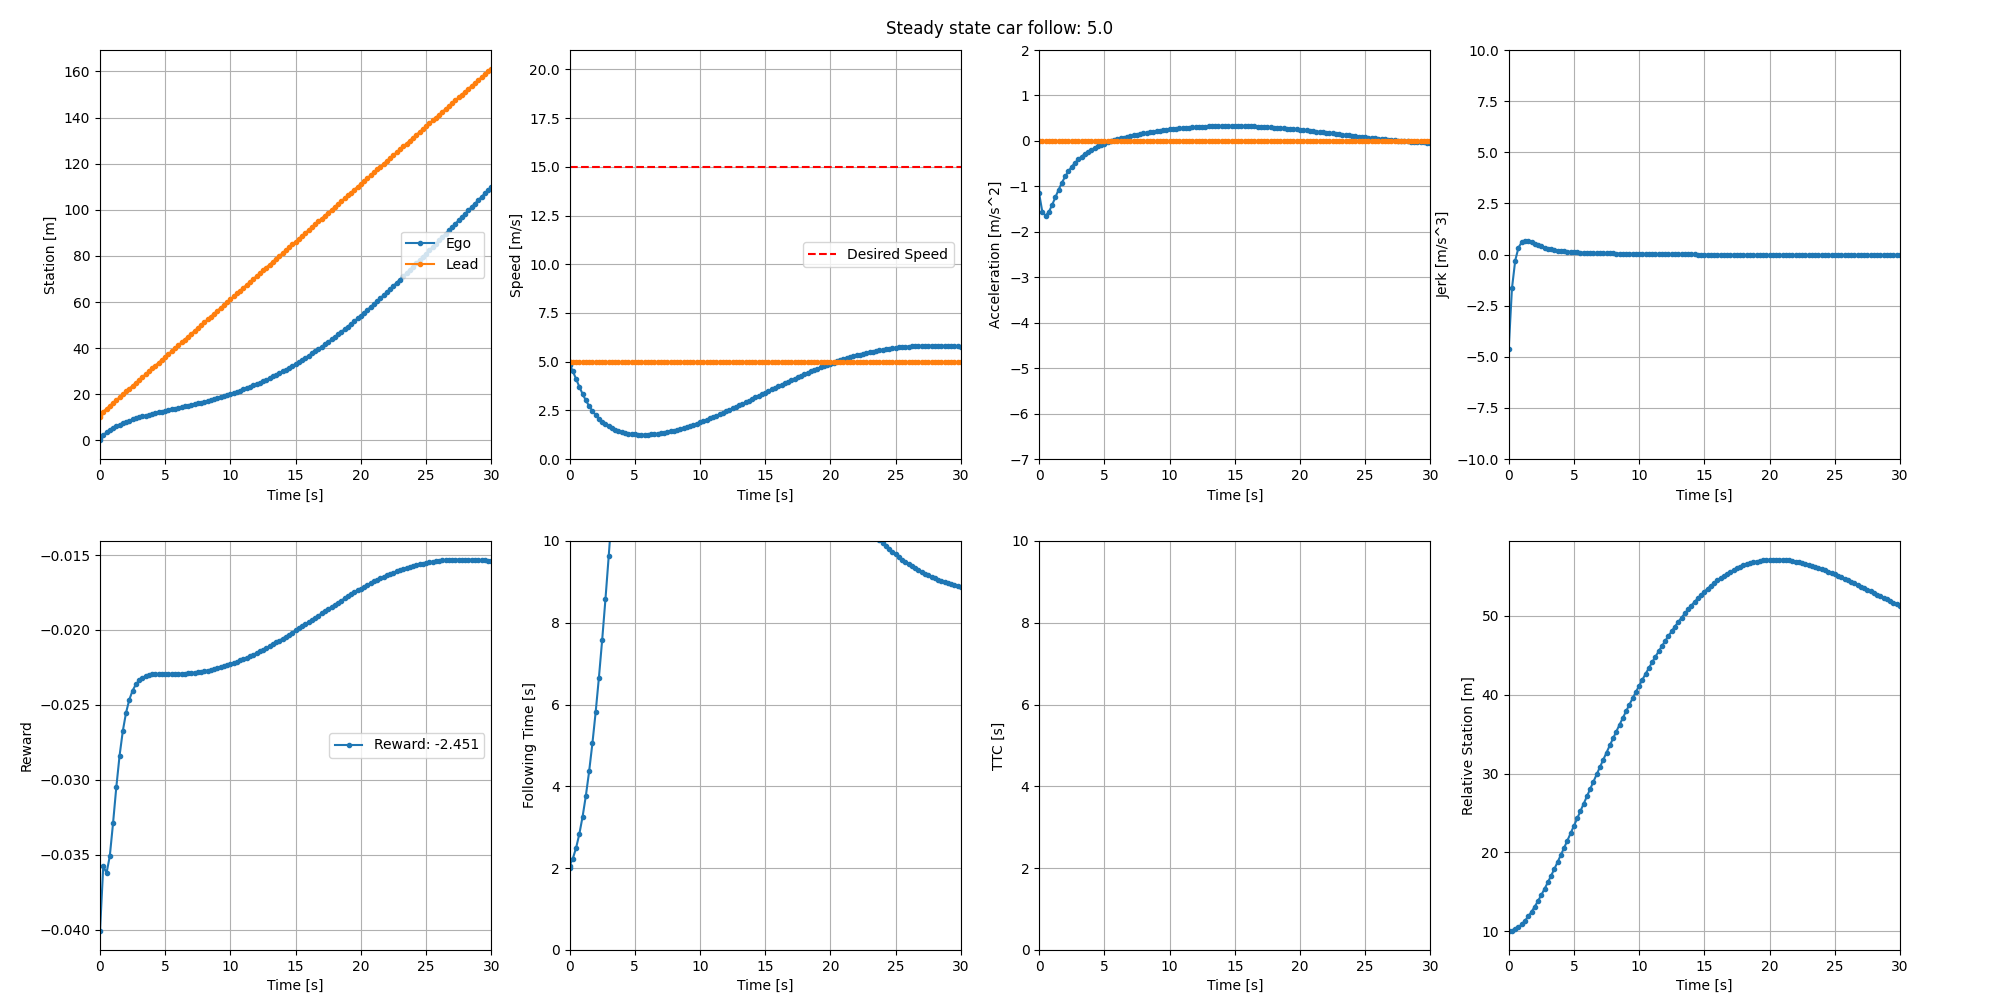 Steady state car follow: 5.0
Station [m]
160
140
120
100
80
60
40
20
0
0 5 10 15 20 25 30
Time [s]
Ego
Lead
Speed [m/s]
20.0
17.5
15.0
12.5
10.0
7.5
5.0
2.5
0.0
0 5 10 15 20 25 30
Time [s]
Desired Speed
Acceleration [m/s^2]
2
1
0
−1
−2
−3
−4
−5
−6
−7
0 5 10 15 20 25 30
Time [s]
Jerk [m/s^3]
10.0
7.5
5.0
2.5
0.0
−2.5
−5.0
−7.5
−10.0
0 5 10 15 20 25 30
Time [s]
Reward
−0.015
−0.020
−0.025
−0.030
−0.035
−0.040
0 5 10 15 20 25 30
Time [s]
Reward: -2.451
Following Time [s]
10
8
6
4
2
0
0 5 10 15 20 25 30
Time [s]
TTC [s]
10
8
6
4
2
0
0 5 10 15 20 25 30
Time [s]
Relative Station [m]
50
40
30
20
10
0 5 10 15 20 25 30
Time [s]